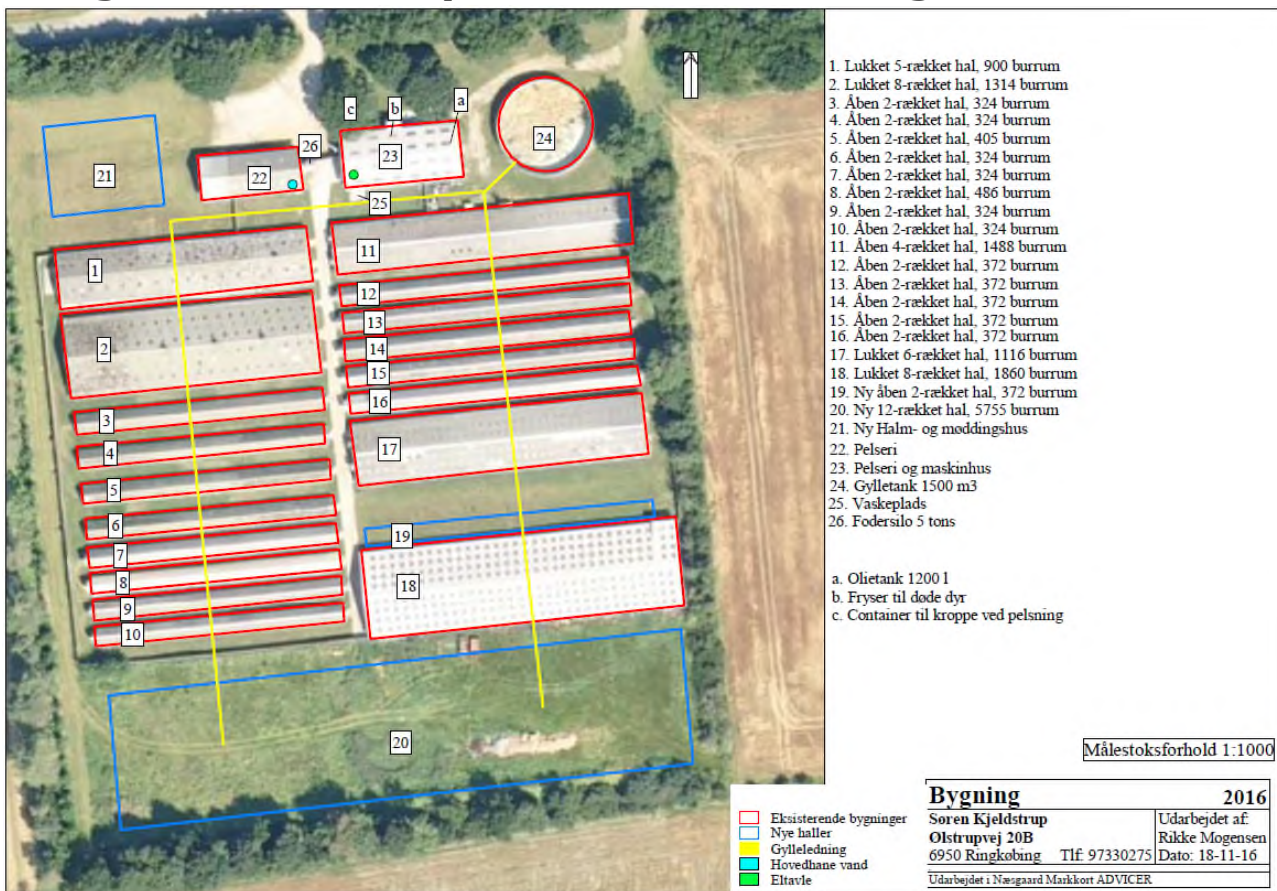 1. Lukket 5-rækket hal, 900 burrum
2. Lukket 8-rækket hal, 1314 burrum
3. Åben 2-rækket hal, 324 burrum
4. Åben 2-rækket hal, 324 burrum
5. Åben 2-rækket hal, 405 burrum
6. Åben 2-rækket hal, 324 burrum
7. Åben 2-rækket hal, 324 burrum
8. Åben 2-rækket hal, 486 burrum
9. Åben 2-rækket hal, 324 burrum
10. Åben 2-rækket hal, 324 burrum
11. Åben 4-rækket hal, 1488 burrum
12. Åben 2-rækket hal, 372 burrum
13. Åben 2-rækket hal, 372 burrum
14. Åben 2-rækket hal, 372 burrum
15. Åben 2-rækket hal, 372 burrum
16. Åben 2-rækket hal, 372 burrum
17. Lukket 6-rækket hal, 1116 burrum
18. Lukket 8-rækket hal, 1860 burrum
19. Ny åben 2-rækket hal, 372 burrum
20. Ny 12-rækket hal, 5755 burrum
21. Ny Halm- og møddingshus
22. Pelseri
23. Pelseri og maskinhus
24. Gylletank 1500 m3
25. Vaskeplads
26. Fodersilo 5 tons
a. Olietank 1200 l
b. Fryser til døde dyr
c. Container til kroppe ved pelsning
c
b
a
26
23
24
21
22
25
11
1
12
13
2
14
15
16
3
17
4
5
6
19
7
8
18
9
10
20
Målestoksforhold 1:1000
Eksisterende bygninger
Nye haller
Gylleledning
Hovedhane vand
Eltavle
Bygning 2016
Søren Kjeldstrup Udarbejdet af:
Ølstrupvej 20B Rikke Mogensen
6950 Ringkøbing Tlf: 97330275 Dato: 18-11-16
Udarbejdet i Næsgaard Markkort ADVICER